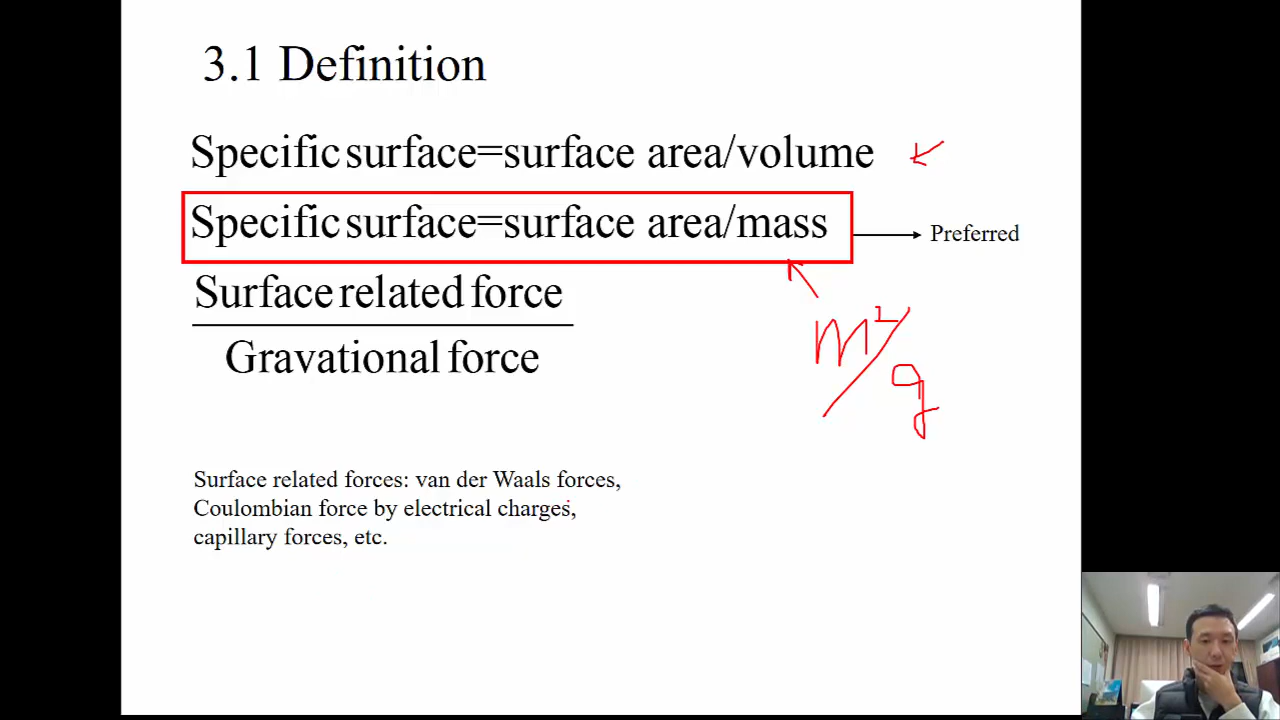 3.1 Definition
Specific surface=surface area/volume
Specific surface=surface area/mass
Preferred
Surface related force
Gravational force
m²/g
Surface related forces: van der Waals forces,
Coulombian force by electrical charges,
capillary forces, etc.